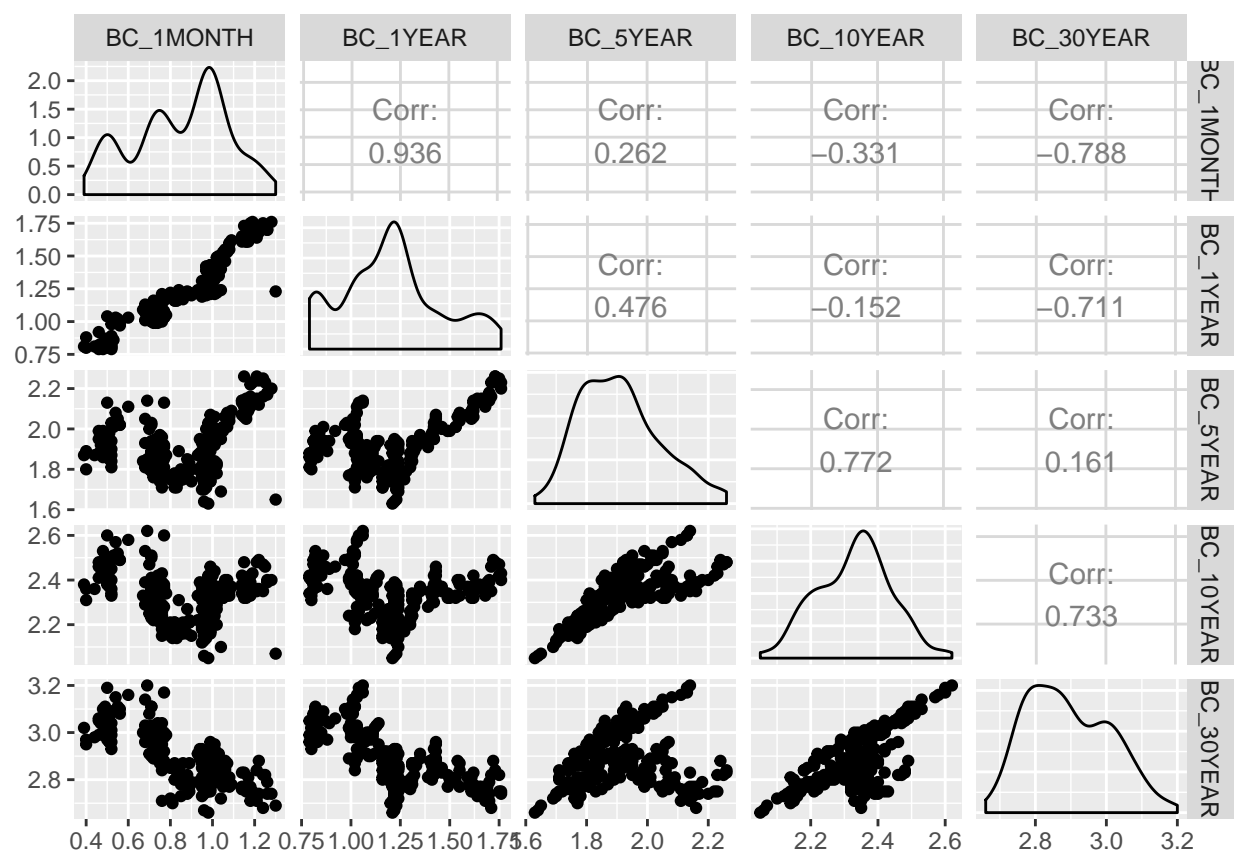 BC_1MONTH BC_1YEAR BC_5YEAR BC_10YEAR BC_30YEAR
2.0
1.5
1.0
0.5
0.0
Corr:
0.936
Corr:
0.262
Corr:
−0.331
Corr:
−0.788
BC_1MONTH
1.75
1.50
1.25
1.00
0.75
Corr:
0.476
Corr:
−0.152
Corr:
−0.711
BC_1YEAR
2.2
2.0
1.8
1.6
Corr:
0.772
Corr:
0.161
BC_5YEAR
2.6
2.4
2.2
Corr:
0.733
BC_10YEAR
3.2
3.0
2.8
BC_30YEAR
0.4 0.6 0.8 1.0 1.2 0.75 1.00 1.25 1.50 1.75 1.6 1.8 2.0 2.2 2.2 2.4 2.6 2.8 3.0 3.2